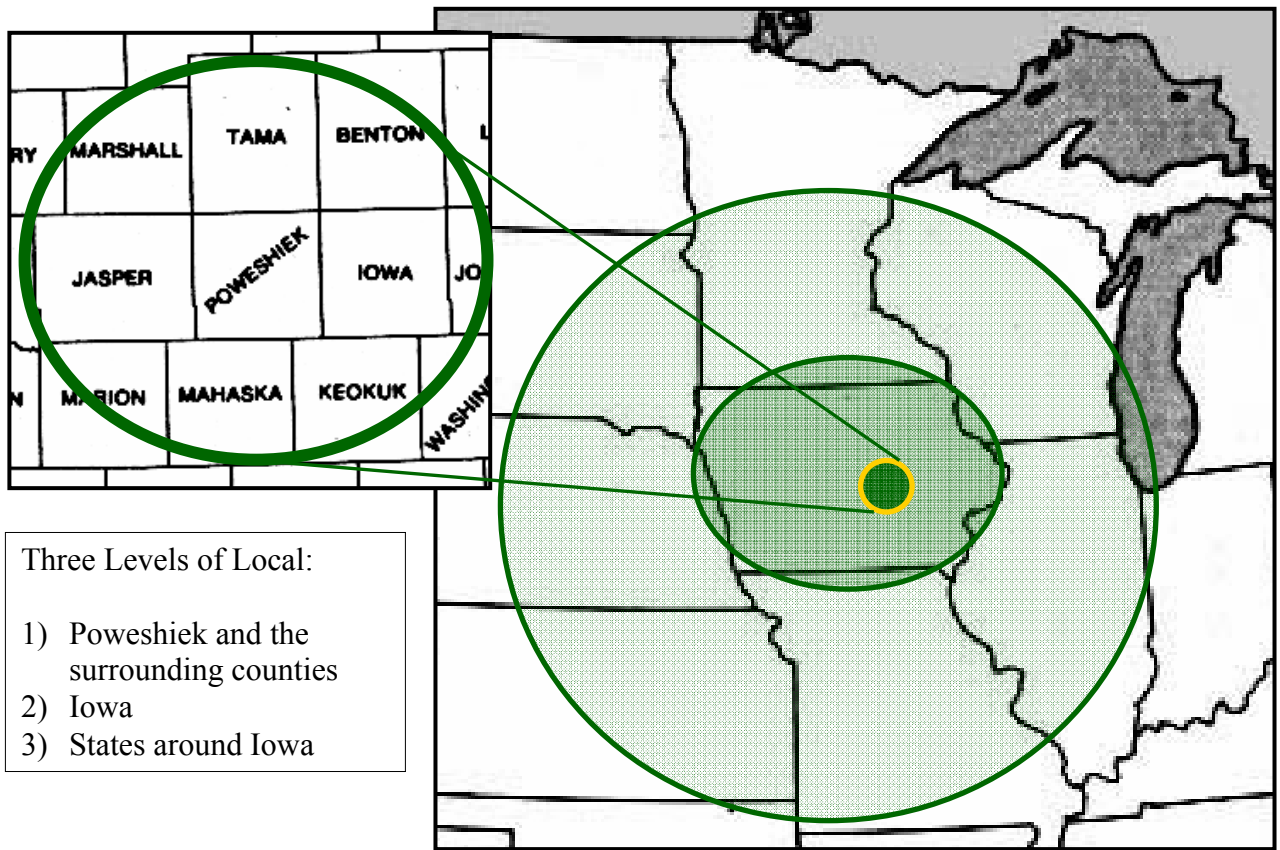 TAMA BENTON L
RY MARSHALL
JASPER POWESHIEK IOWA JO
N MARION MAHASKA KEOKUK WASHIN
Three Levels of Local:
1) Poweshiek and the
surrounding counties
2) Iowa
3) States around Iowa